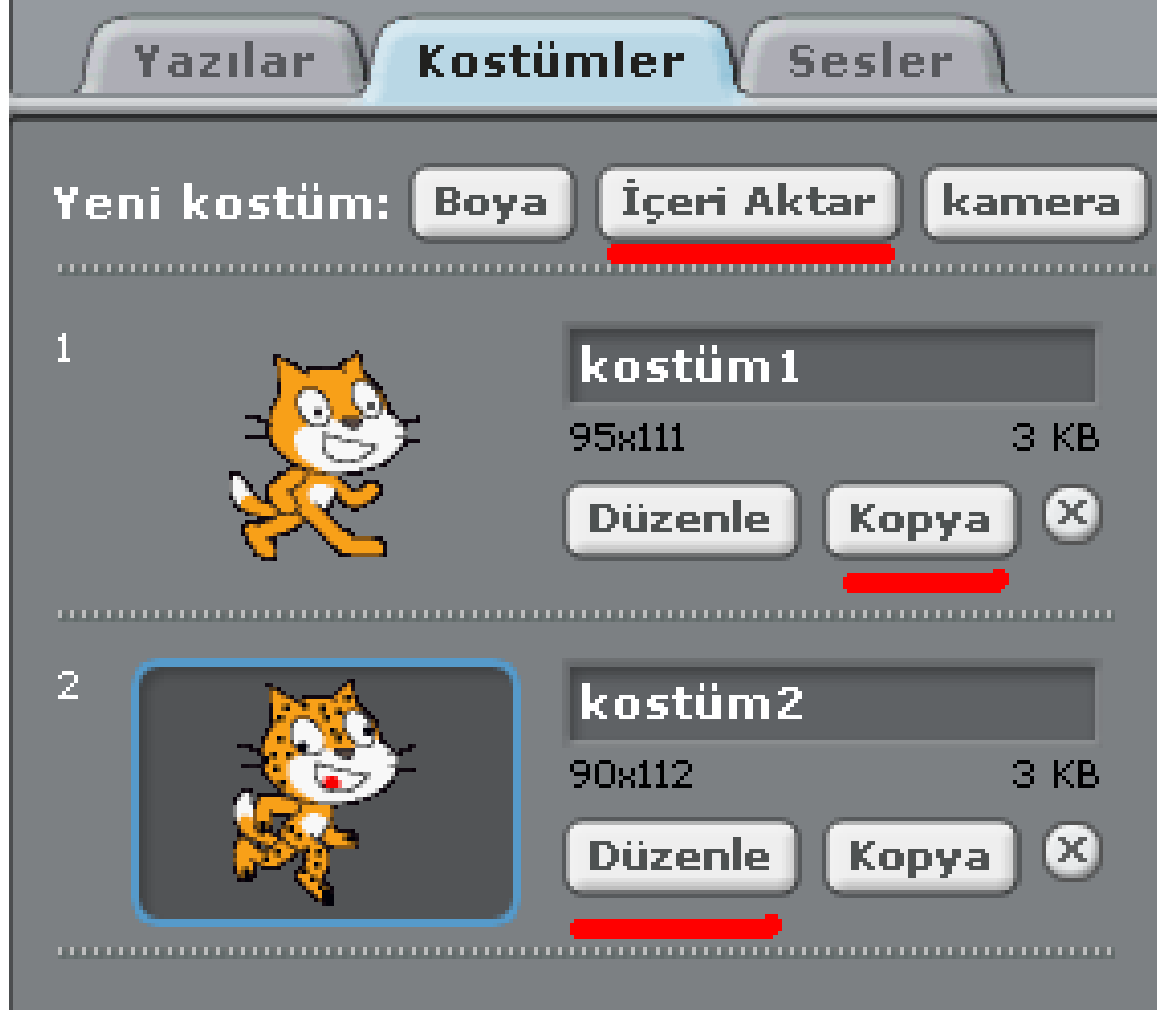 Yazılar Kostümler Sesler
Yeni kostüm: Boya İçeri Aktar kamera
1
kostüm1
95x111 3 KB
Düzenle Kopya X
2
kostüm2
90x112 3 KB
Düzenle Kopya X